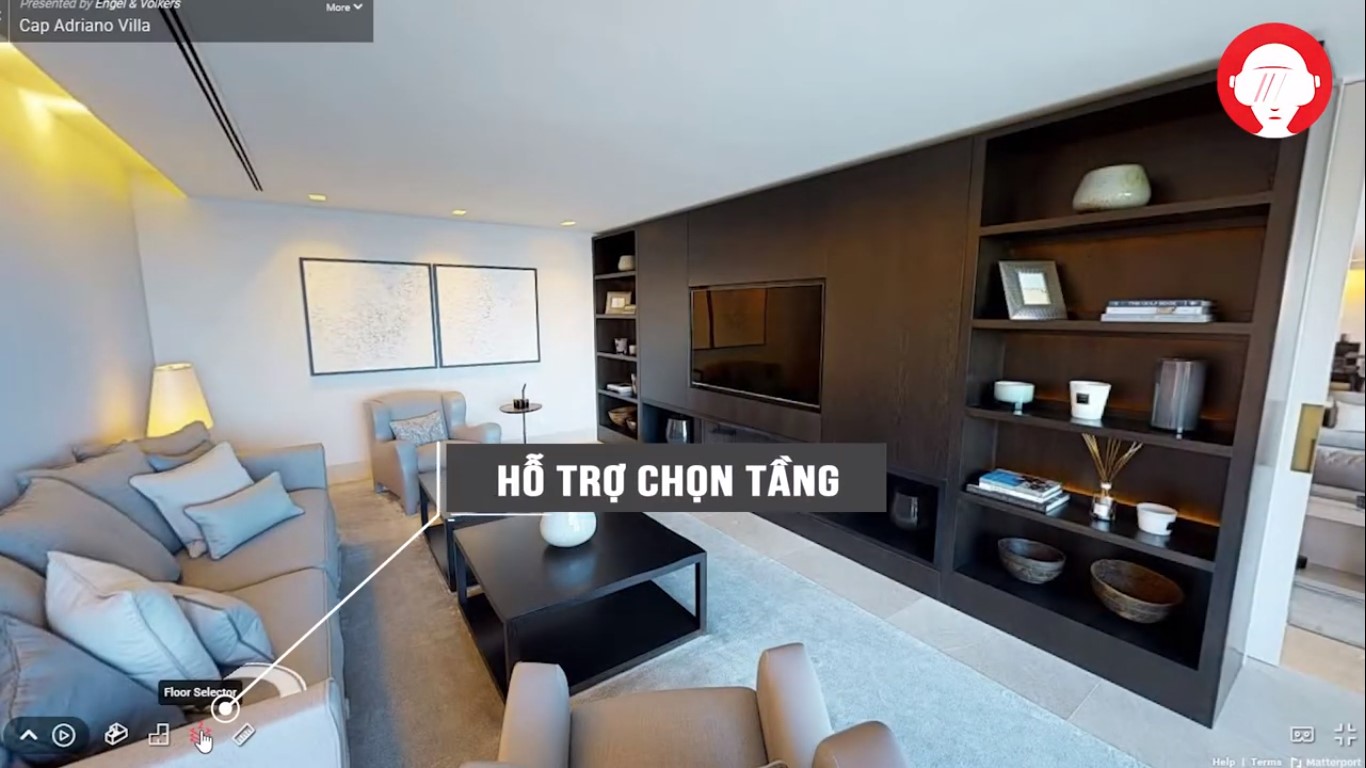 Presented by Engel & Völkers
More
Cap Adriano Villa
HỖ TRỢ CHỌN TẦNG
Floor Selector
Help | Terms
Matterport